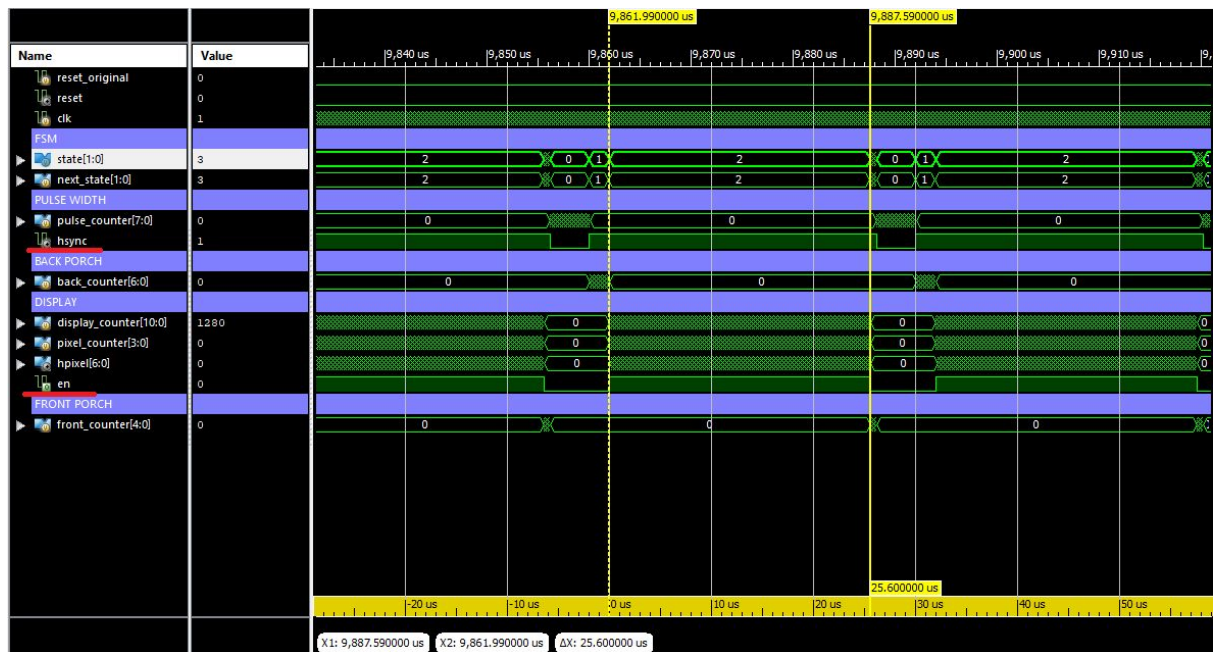 9,861.990000 us 9,887.590000 us
Name Value 9,840 us 9,850 us 9,860 us 9,870 us 9,880 us 9,890 us 9,900 us 9,910 us 9,
reset_original 0
reset 0
clk 1
FSM
state[1:0] 3 2 0 1 2 0 1 2
next_state[1:0] 3 2 0 1 2 0 1 2
PULSE WIDTH
pulse_counter[7:0] 0 0 0 0
hsync 1
BACK PORCH
back_counter[6:0] 0 0 0 0
DISPLAY
display_counter[10:0] 1280 0 0 0
pixel_counter[3:0] 0 0 0 0
hpixel[6:0] 0 0 0 0
en 0
FRONT PORCH
front_counter[4:0] 0 0 0 0 0
25.600000 us
-20 us -10 us 0 us 10 us 20 us 30 us 40 us 50 us
X1: 9,887.590000 us X2: 9,861.990000 us ΔX: 25.600000 us